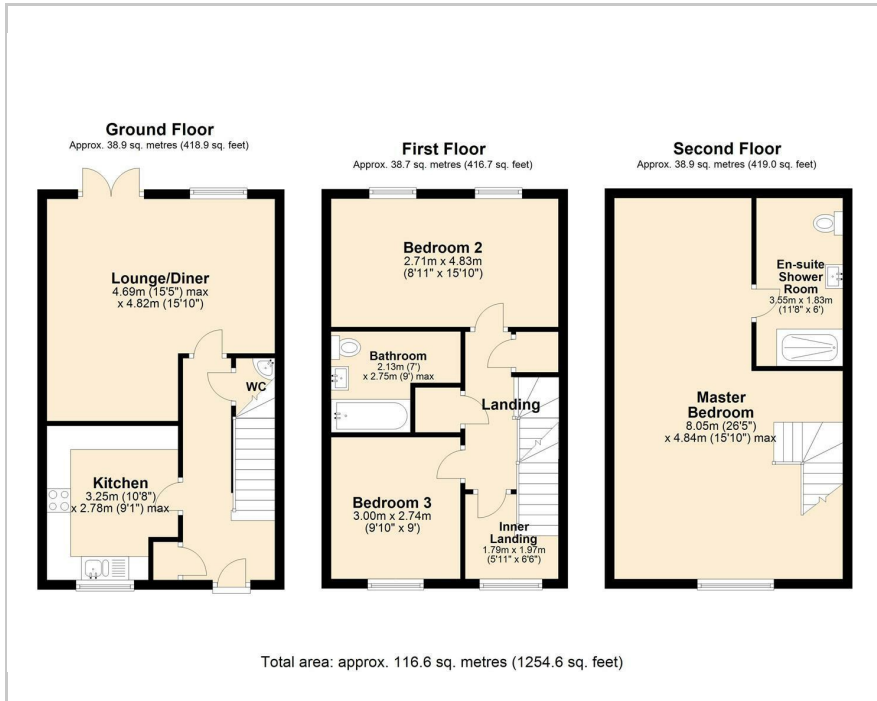 Ground Floor
Approx. 38.9 sq. metres (418.9 sq. feet)
Lounge/Diner
4.69m (15'5") max
x 4.82m (15'10")
WC
Kitchen
3.25m (10'8")
x 2.78m (9'1") max
First Floor
Approx. 38.7 sq. metres (416.7 sq. feet)
Bedroom 2
2.71m x 4.83m
(8'11" x 15'10")
Bathroom
2.13m (7')
x 2.75m (9') max
Landing
Bedroom 3
3.00m x 2.74m
(9'10" x 9')
Inner
Landing
1.79m x 1.97m
(5'11" x 6'6")
Second Floor
Approx. 38.9 sq. metres (419.0 sq. feet)
En-suite
Shower
Room
3.55m x 1.83m
(11'8" x 6')
Master
Bedroom
8.05m (26'5")
x 4.84m (15'10") max
Total area: approx. 116.6 sq. metres (1254.6 sq. feet)